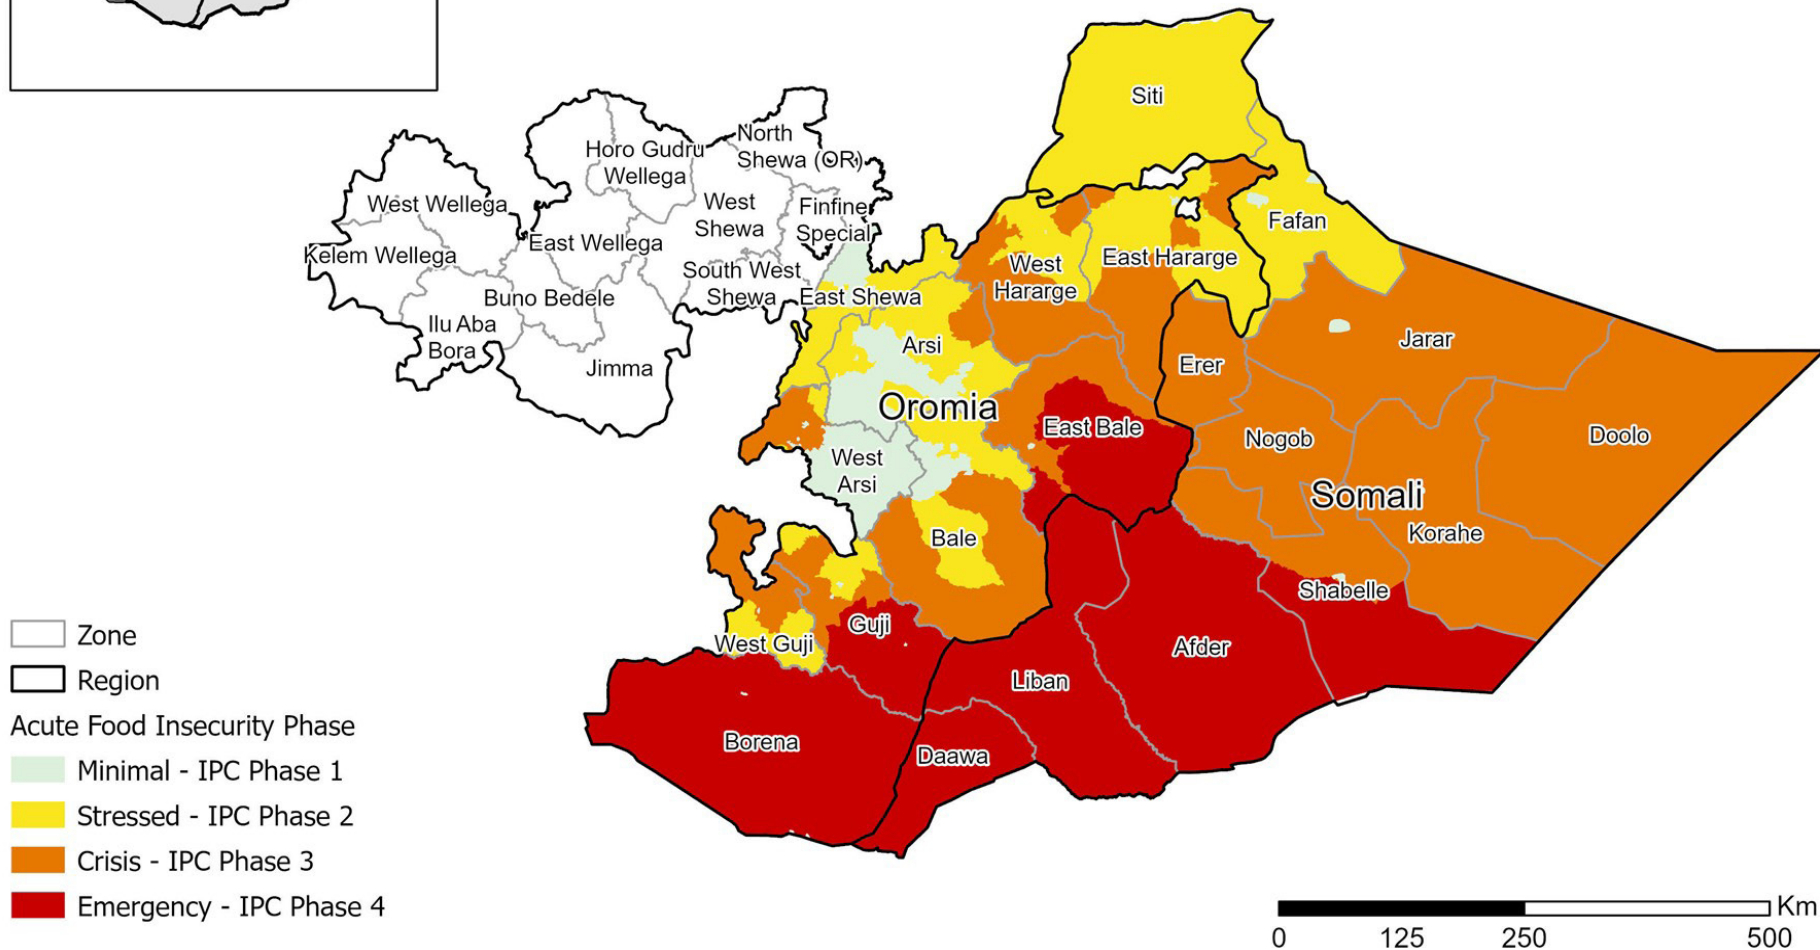 Siti
North
Shewa (OR)
Horo Gudru
Wellega
West Wellega
West
Shewa
Finfine
Special
Fafan
East Wellega
Kelem Wellega
East Hararge
West
Hararge
South West
Shewa
East Shewa
Buno Bedele
Ilu Aba
Bora
Jarar
Arsi
Erer
Jimma
Oromia
East Bale
Nogob
Doolo
West
Arsi
Somali
Korahe
Bale
Shabelle
Guji
West Guji
Afder
Liban
Borena
Daawa
Zone
Region
Acute Food Insecurity Phase
Minimal - IPC Phase 1
Stressed - IPC Phase 2
Crisis - IPC Phase 3
Emergency - IPC Phase 4
Km
0 125 250 500